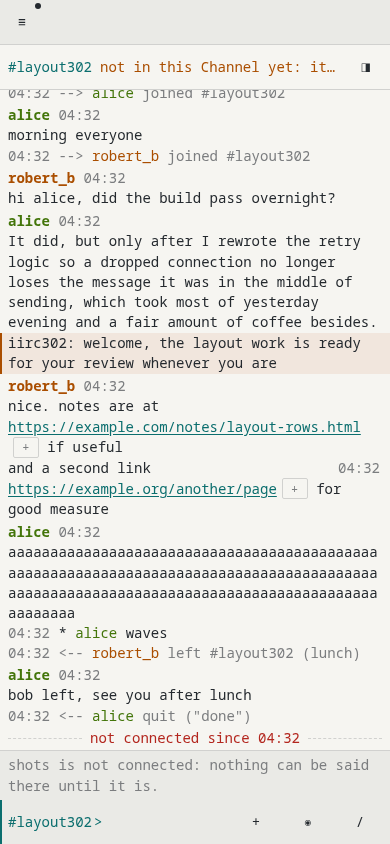 ≡
#layout302 not in this Channel yet: it…
04:32 --> alice joined #layout302
alice 04:32
morning everyone
04:32 --> robert_b joined #layout302
robert_b 04:32
hi alice, did the build pass overnight?
alice 04:32
It did, but only after I rewrote the retry
logic so a dropped connection no longer
loses the message it was in the middle of
sending, which took most of yesterday
evening and a fair amount of coffee besides.
iirc302: welcome, the layout work is ready
for your review whenever you are
robert_b 04:32
nice. notes are at
https://example.com/notes/layout-rows.html
+ if useful
and a second link 04:32
https://example.org/another/page + for
good measure
alice 04:32
aaaaaaaaaaaaaaaaaaaaaaaaaaaaaaaaaaaaaaaaaaaa
aaaaaaaaaaaaaaaaaaaaaaaaaaaaaaaaaaaaaaaaaaaa
aaaaaaaaaaaaaaaaaaaaaaaaaaaaaaaaaaaaaaaaaaaa
aaaaaaaa
04:32 * alice waves
04:32 <-- robert_b left #layout302 (lunch)
alice 04:32
bob left, see you after lunch
04:32 <-- alice quit ("done")
not connected since 04:32
shots is not connected: nothing can be said
there until it is.
#layout302> + ◉ /